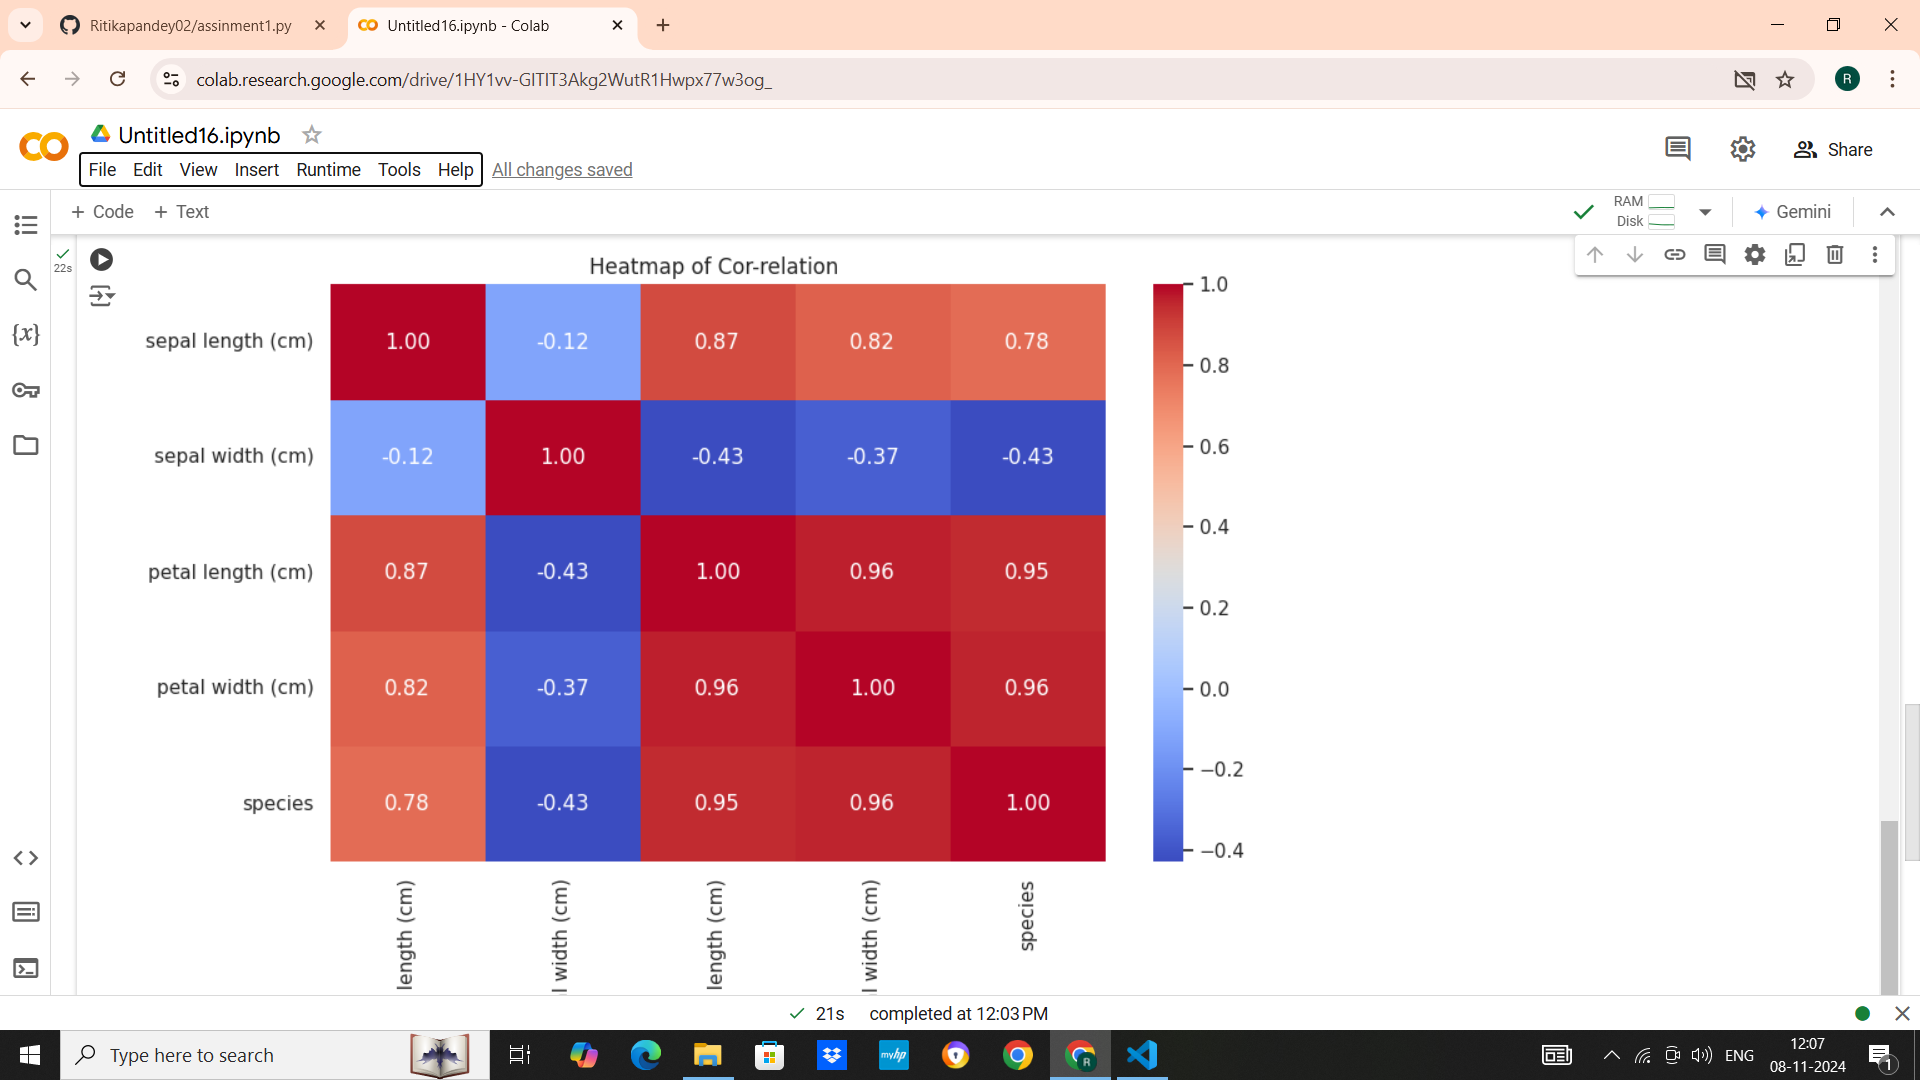 Ritikapandey02/assinment1.py
Untitled16.ipynb - Colab
colab.research.google.com/drive/1HY1vv-GITIT3Akg2WutR1Hwpx77w3og_
R
Untitled16.ipynb
Share
File Edit View Insert Runtime Tools Help All changes saved
+ Code + Text
RAM
Disk
Gemini
22s
Heatmap of Cor-relation
sepal length (cm) 1.00 -0.12 0.87 0.82 0.78
sepal width (cm) -0.12 1.00 -0.43 -0.37 -0.43
petal length (cm) 0.87 -0.43 1.00 0.96 0.95
petal width (cm) 0.82 -0.37 0.96 1.00 0.96
species 0.78 -0.43 0.95 0.96 1.00
1.0
0.8
0.6
0.4
0.2
0.0
−0.2
−0.4
length (cm)
l width (cm)
length (cm)
l width (cm)
species
{x}
21s completed at 12:03 PM
Type here to search
myhp
R
ENG
12:07
08-11-2024
1